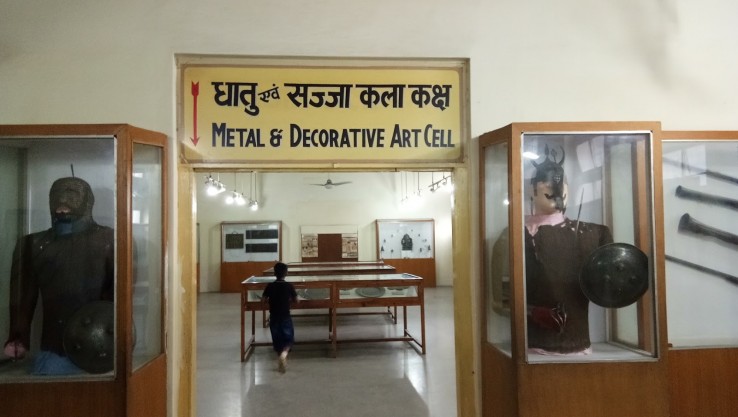 धातु एवं सज्जा कला कक्ष
METAL & DECORATIVE ART CELL